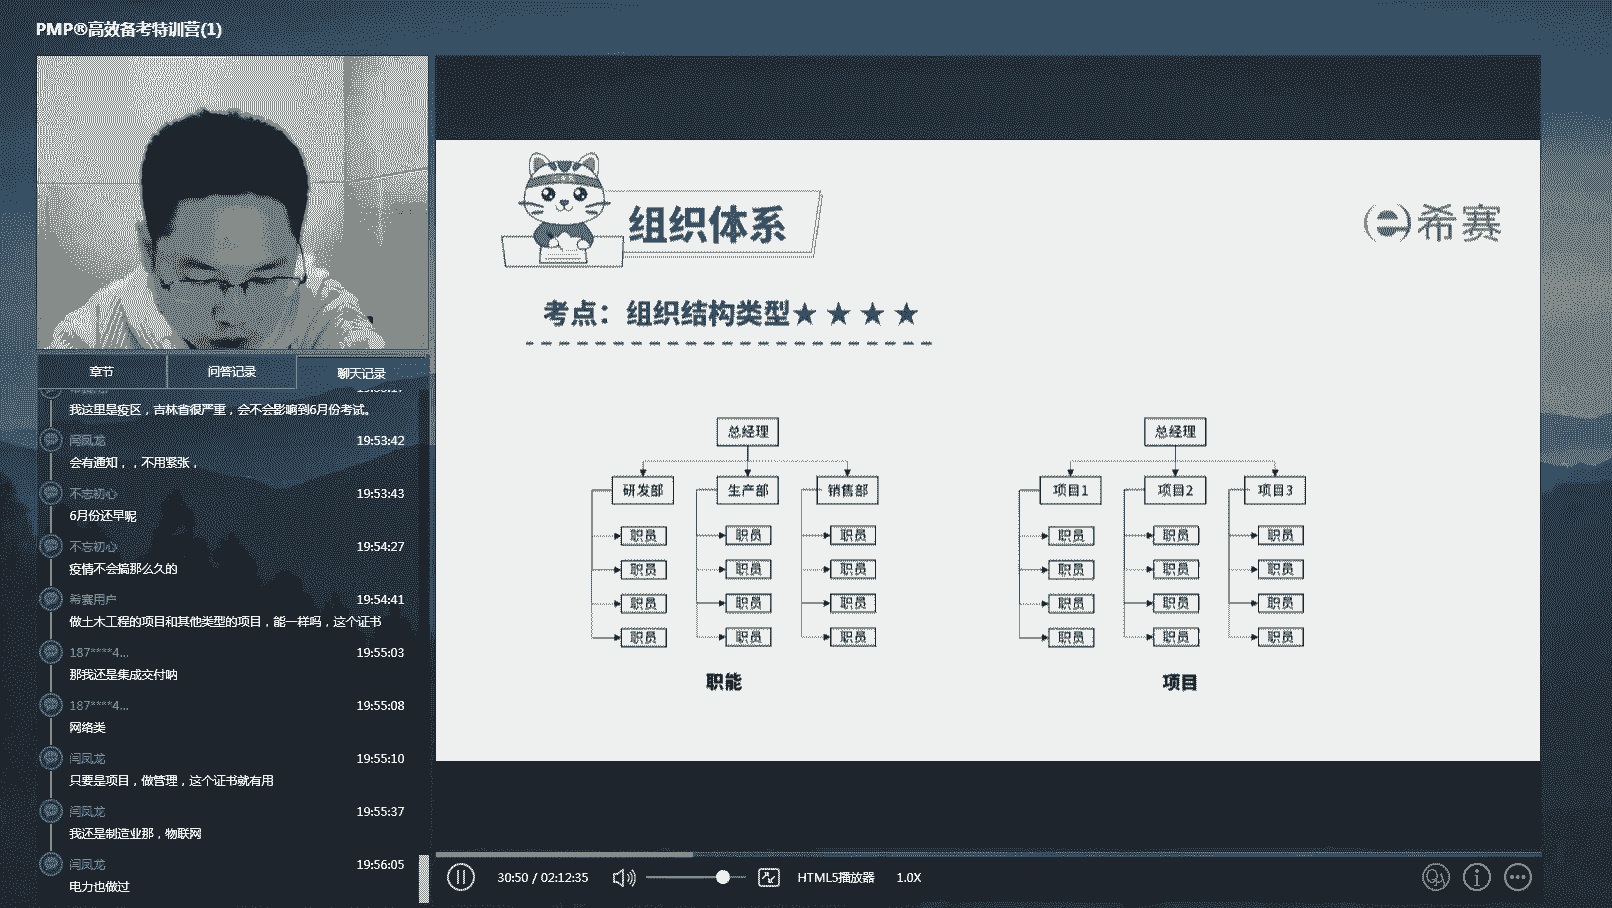 PMP®高效备考特训营(1)
章节
问答记录
聊天记录
我这里是疫区，吉林省很严重，会不会影响到6月份考试。
闫凤龙 19:53:42
会有通知，，不用紧张，
不忘初心 19:53:43
6月份还早呢
不忘初心 19:54:27
疫情不会搞那么久的
希赛用户 19:54:41
做土木工程的项目和其他类型的项目，能一样吗，这个证书
187****4... 19:55:03
那我还是集成交付呐
187****4... 19:55:08
网络类
闫凤龙 19:55:10
只要是项目，做管理，这个证书就有用
闫凤龙 19:55:37
我还是制造业那，物联网
闫凤龙 19:56:05
电力也做过
组织体系
希赛
考点：组织结构类型★ ★ ★ ★
总经理
研发部 生产部 销售部
职员 职员 职员
职员 职员 职员
职员 职员 职员
职员 职员 职员
职能
总经理
项目1 项目2 项目3
职员 职员 职员
职员 职员 职员
职员 职员 职员
职员 职员 职员
项目
30:50 / 02:12:35
HTML5播放器
1.0X